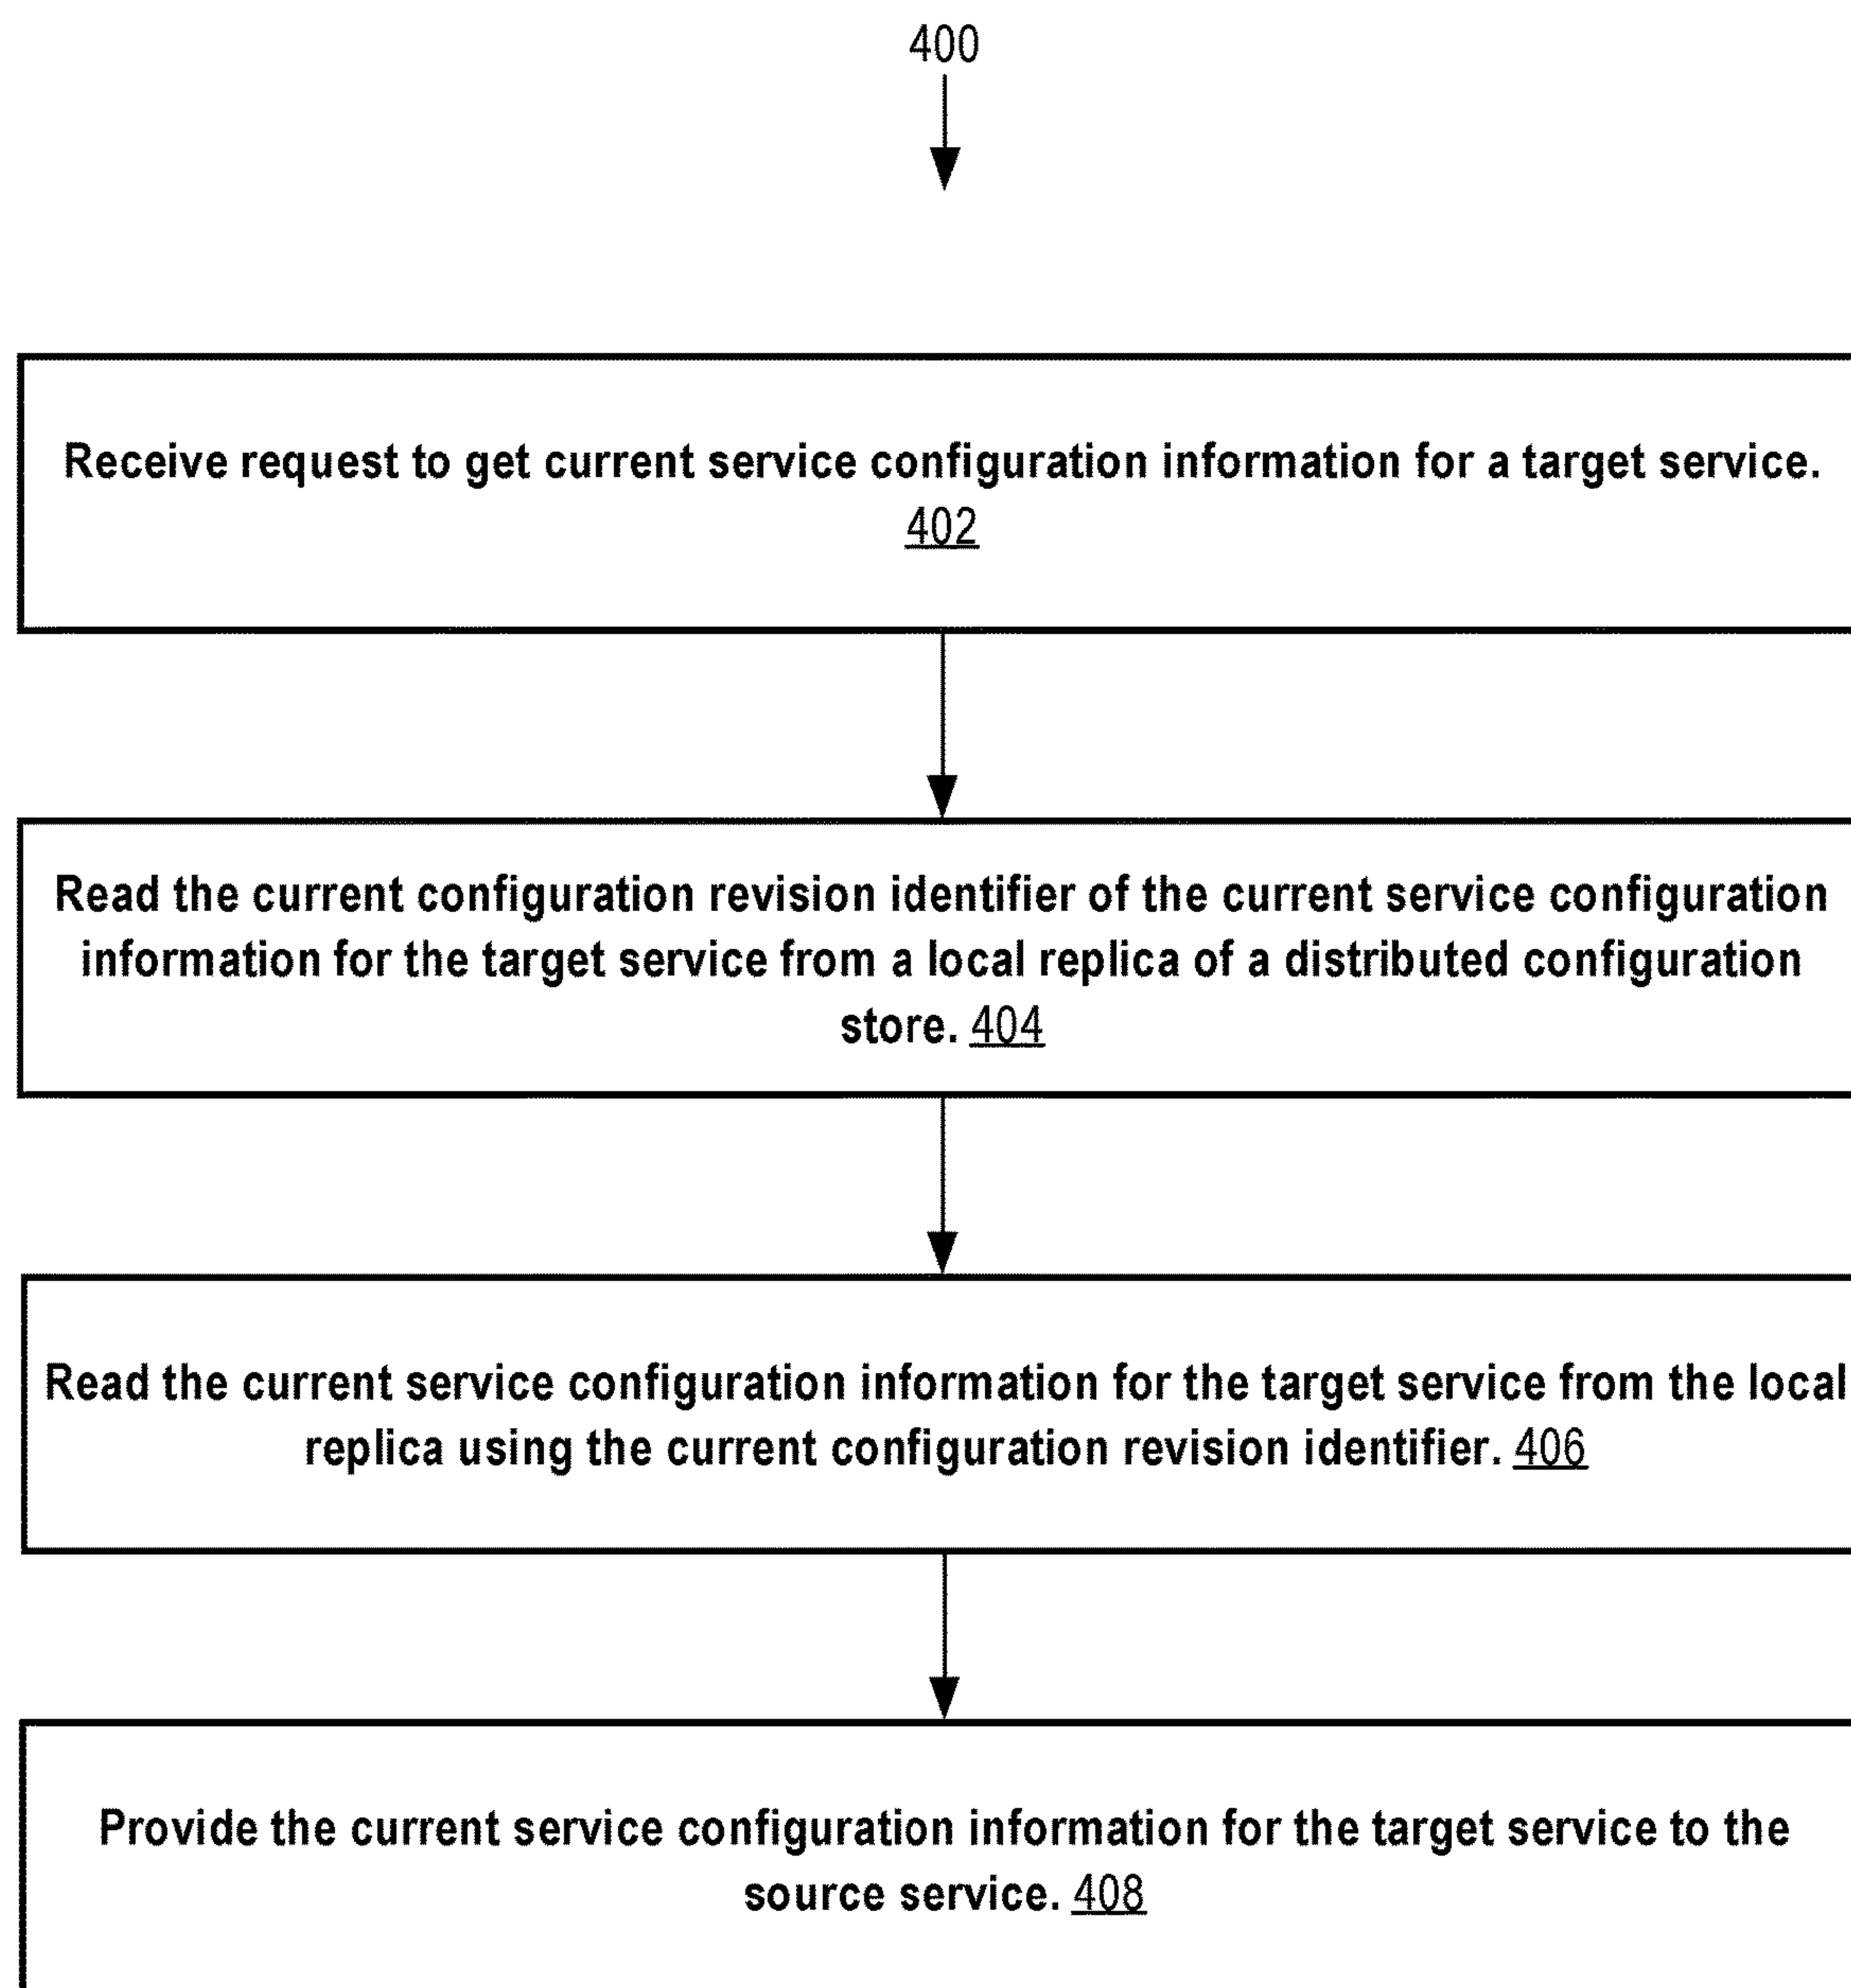 400
Receive request to get current service configuration information for a target service.
402
Read the current configuration revision identifier of the current service configuration
information for the target service from a local replica of a distributed configuration
store. 404
Read the current service configuration information for the target service from the local
replica using the current configuration revision identifier. 406
Provide the current service configuration information for the target service to the
source service. 408